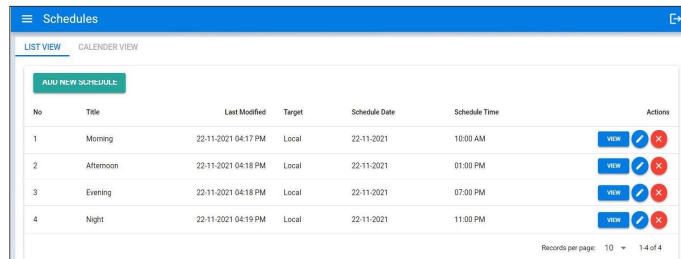 Schedules
LIST VIEW CALENDER VIEW
ADD NEW SCHEDULE
No Title Last Modified Target Schedule Date Schedule Time Actions
1 Morning 22-11-2021 04:17 PM Local 22-11-2021 10:00 AM VIEW
2 Afternoon 22-11-2021 04:18 PM Local 22-11-2021 01:00 PM VIEW
3 Evening 22-11-2021 04:18 PM Local 22-11-2021 07:00 PM VIEW
4 Night 22-11-2021 04:19 PM Local 22-11-2021 11:00 PM VIEW
Records per page: 10 1-4 of 4